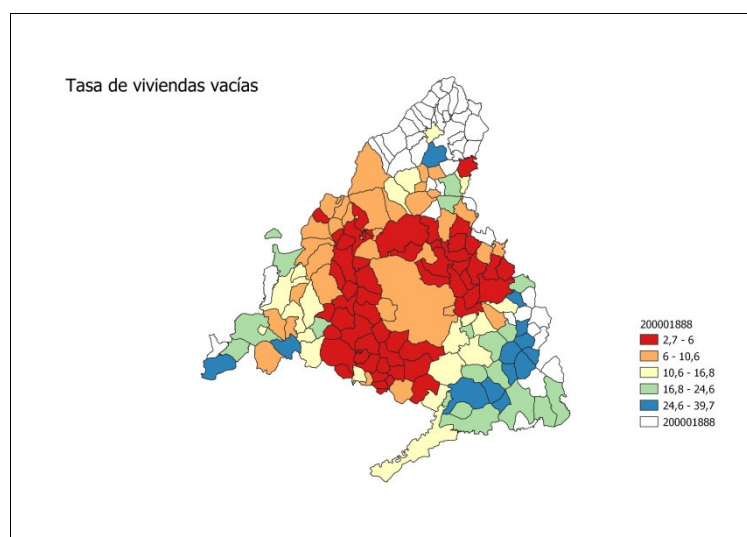 Tasa de viviendas vacías
200001888
2,7 - 6
6 - 10,6
10,6 - 16,8
16,8 - 24,6
24,6 - 39,7
200001888